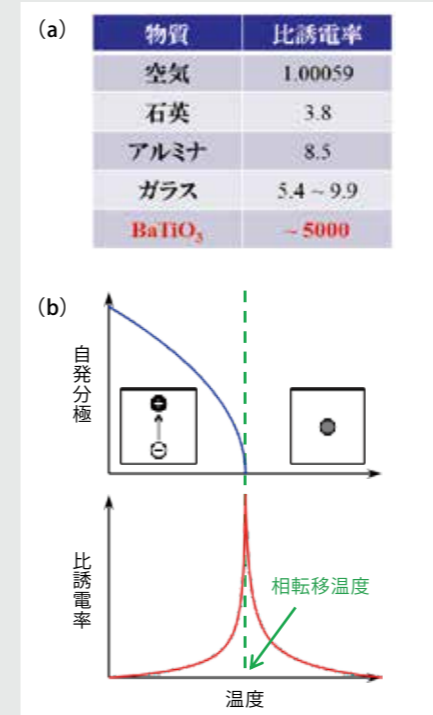 (a)
物質 比誘電率
空気 1.00059
石英 3.8
アルミナ 8.5
ガラス 5.4 ~ 9.9
BaTiO₃ ~ 5000
(b)
自発分極
+
−
比誘電率
相転移温度
温度